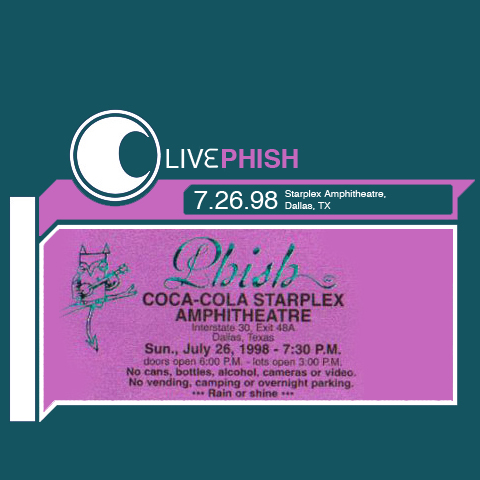 LIVEPHISH
7.26.98
Starplex Amphitheatre,
Dallas, TX
Phish
COCA-COLA STARPLEX
AMPHITHEATRE
Interstate 30, Exit 48A
Dallas, Texas
Sun., July 26, 1998 - 7:30 P.M.
doors open 6:00 P.M. - lots open 3:00 P.M.
No cans, bottles, alcohol, cameras or video.
No vending, camping or overnight parking.
••• Rain or shine •••